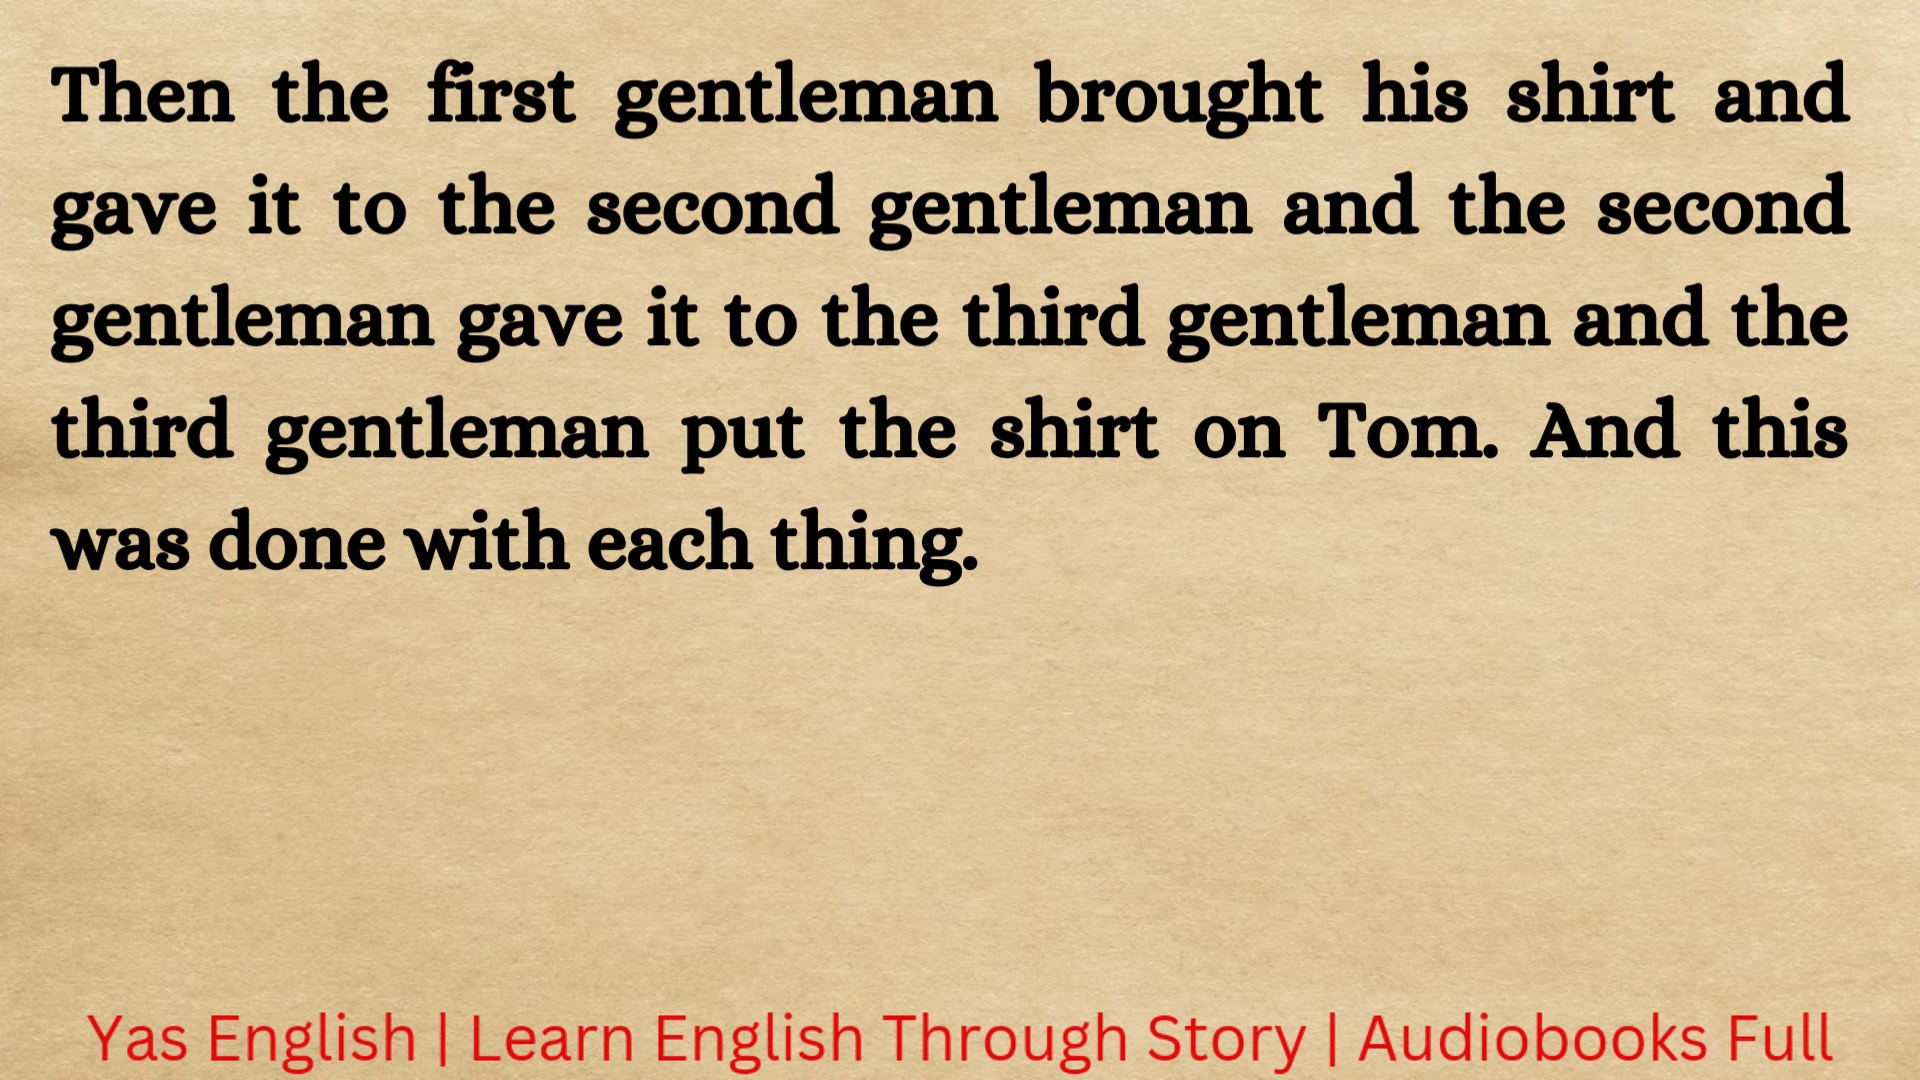 Then the first gentleman brought his shirt and
gave it to the second gentleman and the second
gentleman gave it to the third gentleman and the
third gentleman put the shirt on Tom. And this
was done with each thing.
Yas English | Learn English Through Story | Audiobooks Full